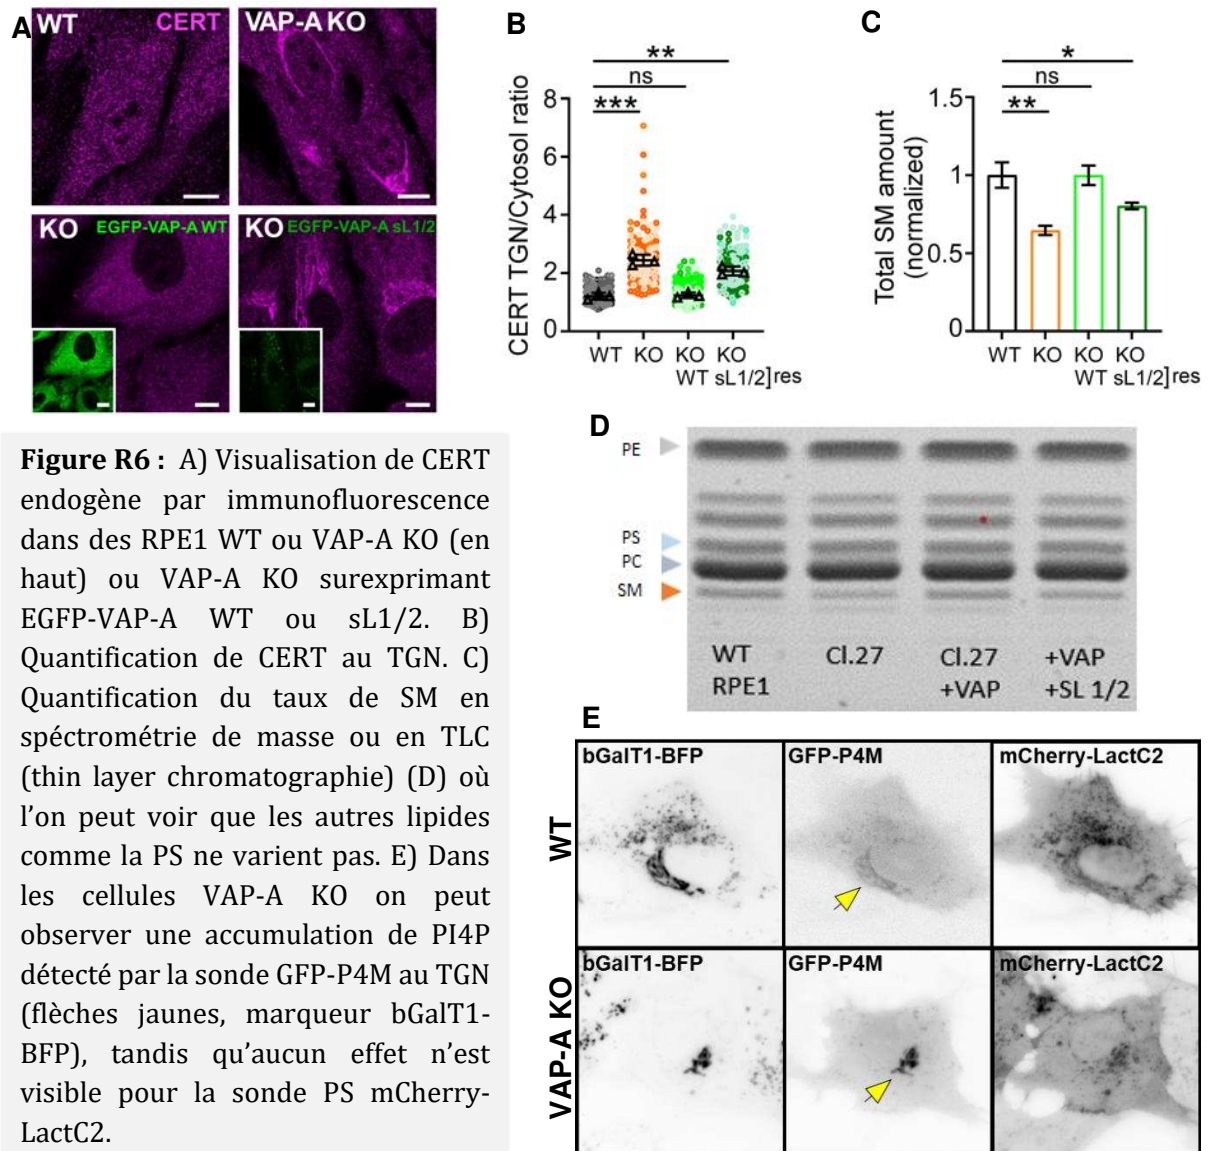 A
WT
CERT
VAP-A KO
KO
EGFP-VAP-A WT
KO
EGFP-VAP-A sL1/2
B
**
ns
***
CERT TGN/Cytosol ratio
8
6
4
2
0
WT
KO
KO
KO
WT sL1/2]res
C
*
ns
**
Total SM amount
(normalized)
1.5
1
0.5
0
WT
KO
KO
KO
WT sL1/2]res
D
PE
PS
PC
SM
WT
RPE1
Cl.27
Cl.27
+VAP
+VAP
+SL 1/2
Figure R6 : A) Visualisation de CERT
endogène par immunofluorescence
dans des RPE1 WT ou VAP-A KO (en
haut) ou VAP-A KO surexprimant
EGFP-VAP-A WT ou sL1/2. B)
Quantification de CERT au TGN. C)
Quantification du taux de SM en
spéctrométrie de masse ou en TLC
(thin layer chromatographie) (D) où
l'on peut voir que les autres lipides
comme la PS ne varient pas. E) Dans
les cellules VAP-A KO on peut
observer une accumulation de PI4P
détecté par la sonde GFP-P4M au TGN
(flèches jaunes, marqueur bGalT1-
BFP), tandis qu'aucun effet n'est
visible pour la sonde PS mCherry-
LactC2.
E
bGalT1-BFP
GFP-P4M
mCherry-LactC2
WT
bGalT1-BFP
GFP-P4M
mCherry-LactC2
VAP-A KO